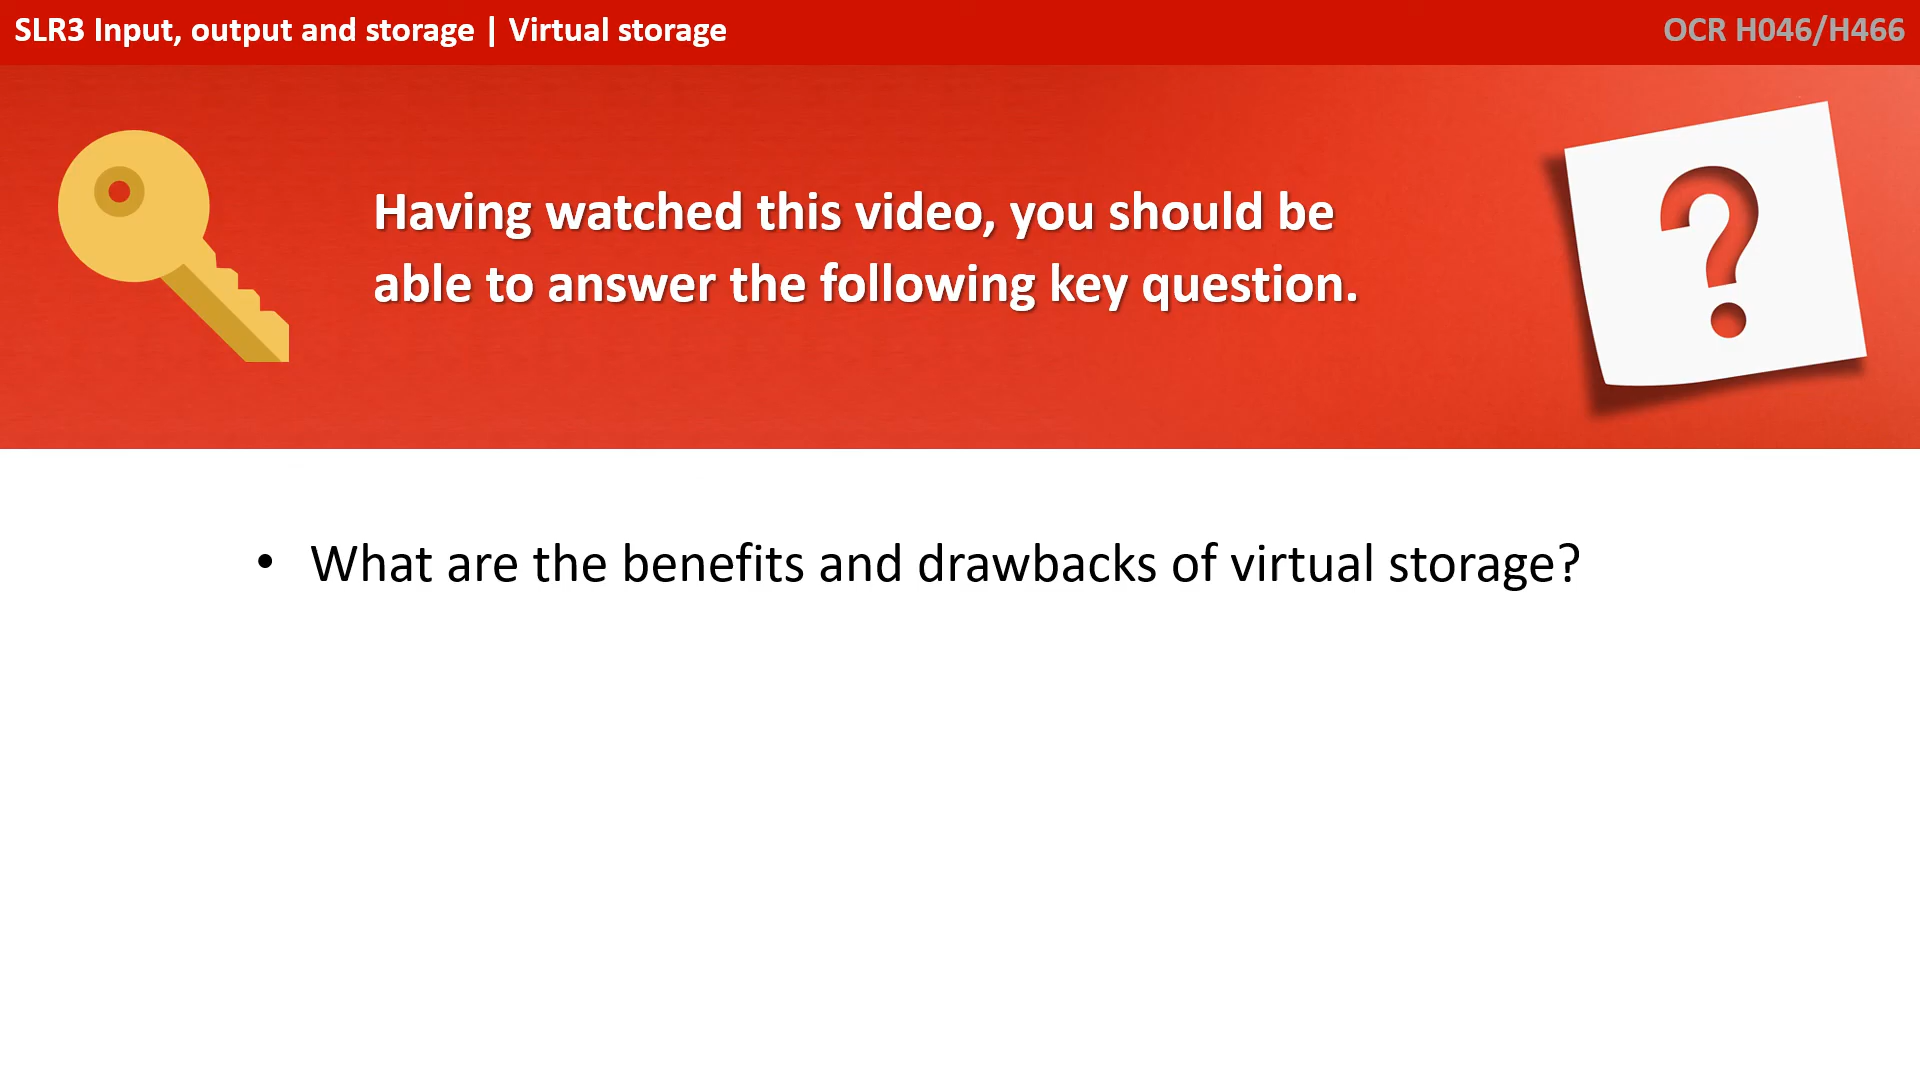 SLR3 Input, output and storage | Virtual storage
OCR H046/H466
Having watched this video, you should be
able to answer the following key question.
?
• What are the benefits and drawbacks of virtual storage?